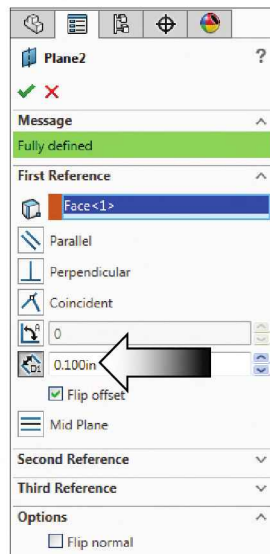 Plane2
?
Message
Fully defined
First Reference
Face<1>
Parallel
Perpendicular
Coincident
0
0.100in
Flip offset
Mid Plane
Second Reference
Third Reference
Options
Flip normal